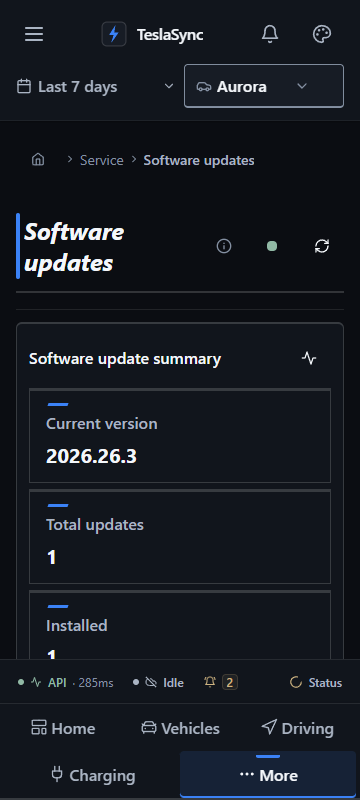 TeslaSync
Last 7 days
Aurora
Service
Software updates
Software
updates
Software update summary
Current version
2026.26.3
Total updates
1
Installed
1
API · 285ms
Idle
2
Status
Home
Vehicles
Driving
Charging
More